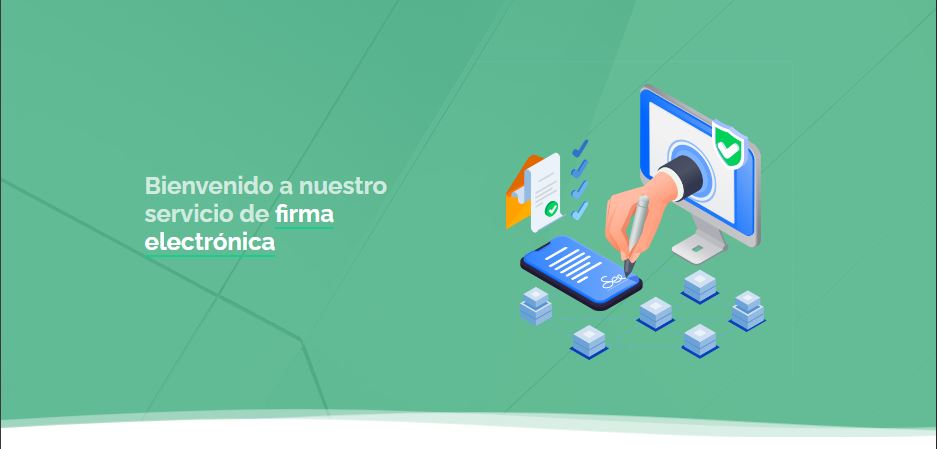 Bienvenido a nuestro
servicio de firma
electrónica